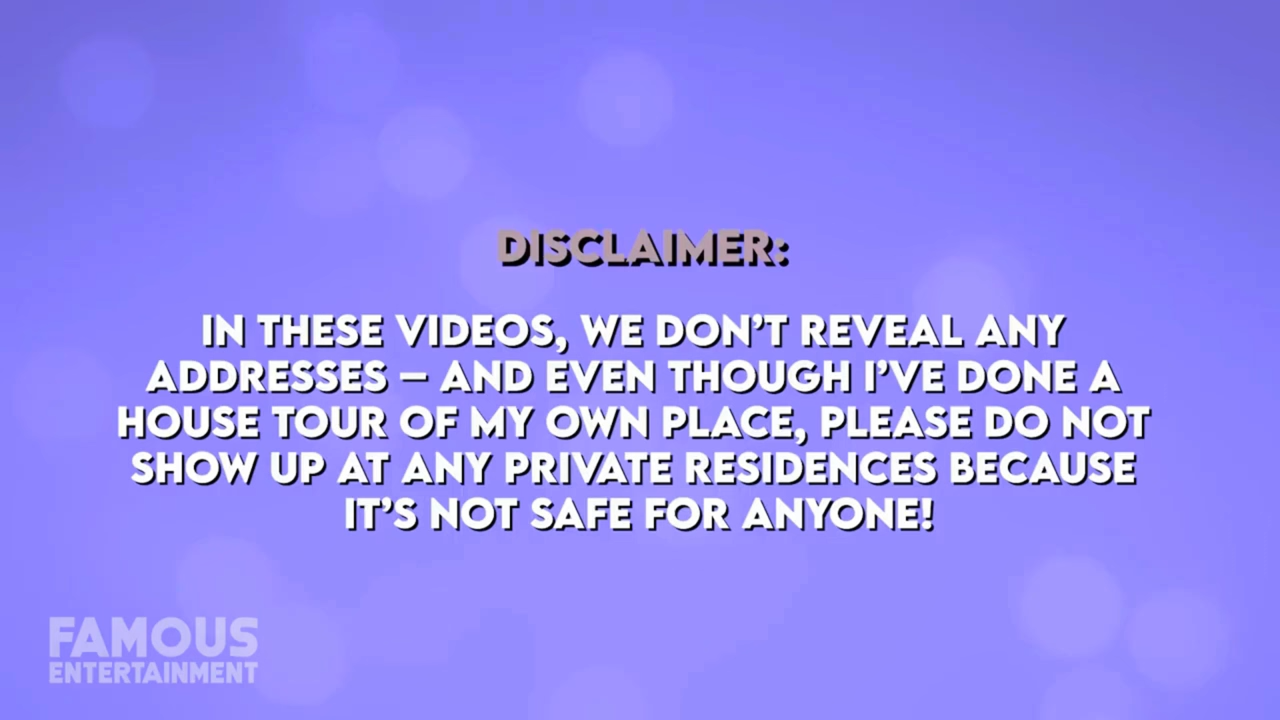 DISCLAIMER:
IN THESE VIDEOS, WE DON'T REVEAL ANY
ADDRESSES – AND EVEN THOUGH I'VE DONE A
HOUSE TOUR OF MY OWN PLACE, PLEASE DO NOT
SHOW UP AT ANY PRIVATE RESIDENCES BECAUSE
IT'S NOT SAFE FOR ANYONE!
FAMOUS
ENTERTAINMENT